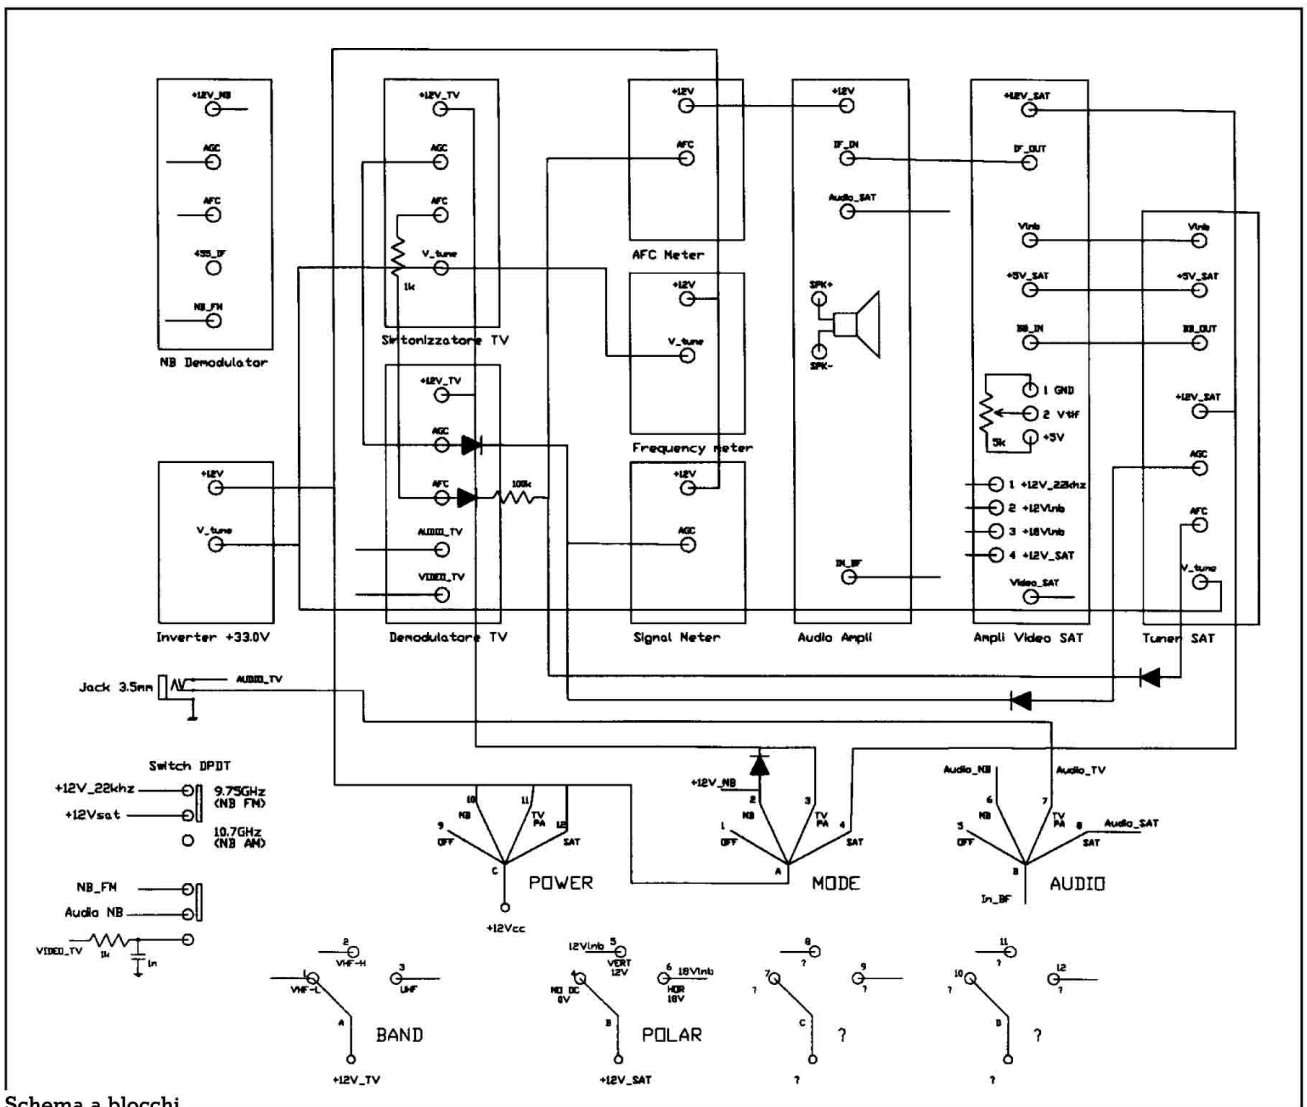 +12V_NB
AGC
AFC
455_IF
NB_FM
NB Demodulator
+12V_TV
AGC
AFC
V_tune
1k
Sintonizzatore TV
+12V
AFC
AFC Meter
+12V
IF_IN
Audio_SAT
SPK+
SPK-
IN_BF
Audio Ampli
+12V_SAT
IF_OUT
Vlnb
+5V_SAT
BB_IN
1 GND
2 Vtif
+5V
5k
1 +12V_22khz
2 +12Vlnb
3 +18Vlnb
4 +12V_SAT
Video_SAT
Ampli Video SAT
Vlnb
+5V_SAT
BB_OUT
+12V_SAT
AGC
AFC
V_tune
Tuner SAT
+12V
V_tune
Frequency meter
+12V_TV
AGC
AFC
100k
AUDIO_TV
VIDEO_TV
Demodulatore TV
+12V
V_tune
Inverter +33.0V
+12V
AGC
Signal Meter
Jack 3.5mm
AUDIO_TV
Switch DPDT
+12V_22khz
9.75GHz
(NB FM)
+12Vsat
10.7GHz
(NB AM)
NB_FM
Audio NB
VIDEO_TV
1k
1n
9
OFF
10
NB
11
TV
PA
12
SAT
C
POWER
+12Vcc
+12V_NB
1
OFF
2
NB
3
TV
PA
4
SAT
A
MODE
Audio_NB
Audio_TV
Audio_SAT
5
OFF
6
NB
7
TV
PA
8
B
AUDIO
In_BF
1
VHF-L
2
VHF-H
3
UHF
A
BAND
+12V_TV
12Vlnb
5
VERT
12V
4
NO DC
0V
6
18Vlnb
HOR
18V
B
POLAR
+12V_SAT
8
?
7
?
9
?
C
?
?
11
?
10
?
12
?
D
?
?
Schema a blocchi